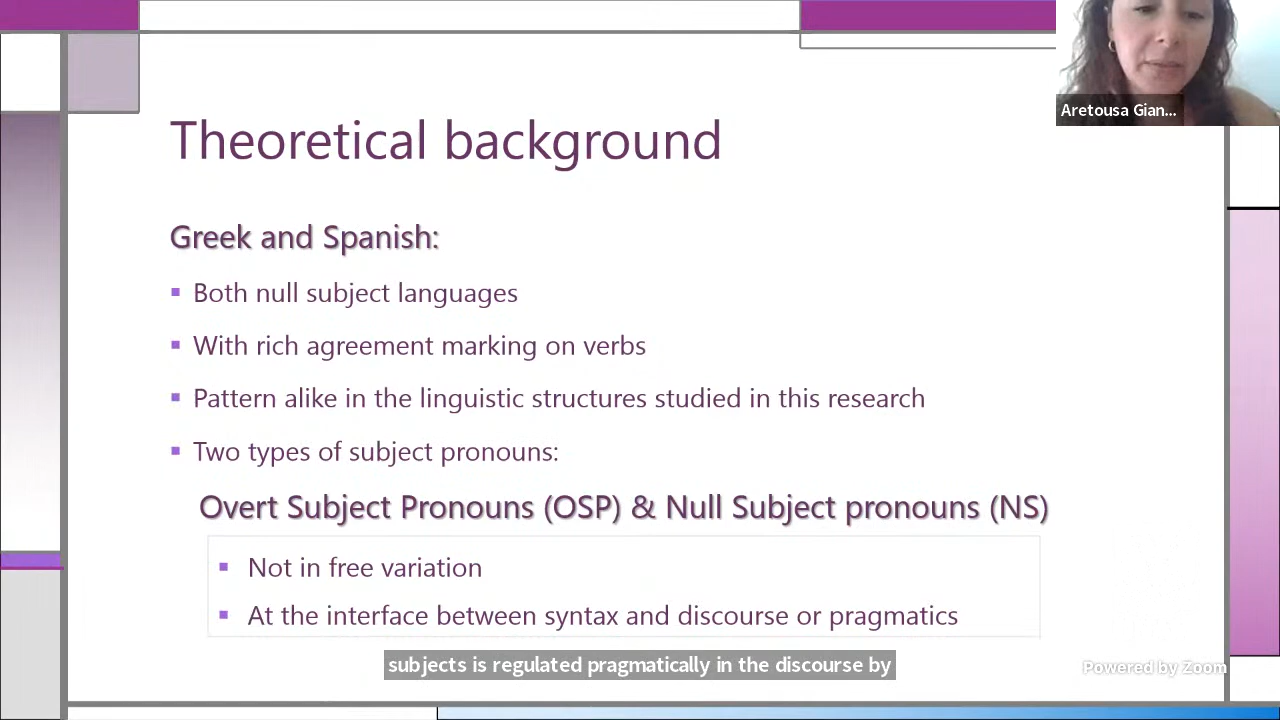 Aretousa Gian...
Theoretical background
Greek and Spanish:
Both null subject languages
With rich agreement marking on verbs
Pattern alike in the linguistic structures studied in this research
Two types of subject pronouns:
Overt Subject Pronouns (OSP) & Null Subject pronouns (NS)
Not in free variation
At the interface between syntax and discourse or pragmatics
subjects is regulated pragmatically in the discourse by
Powered by Zoom